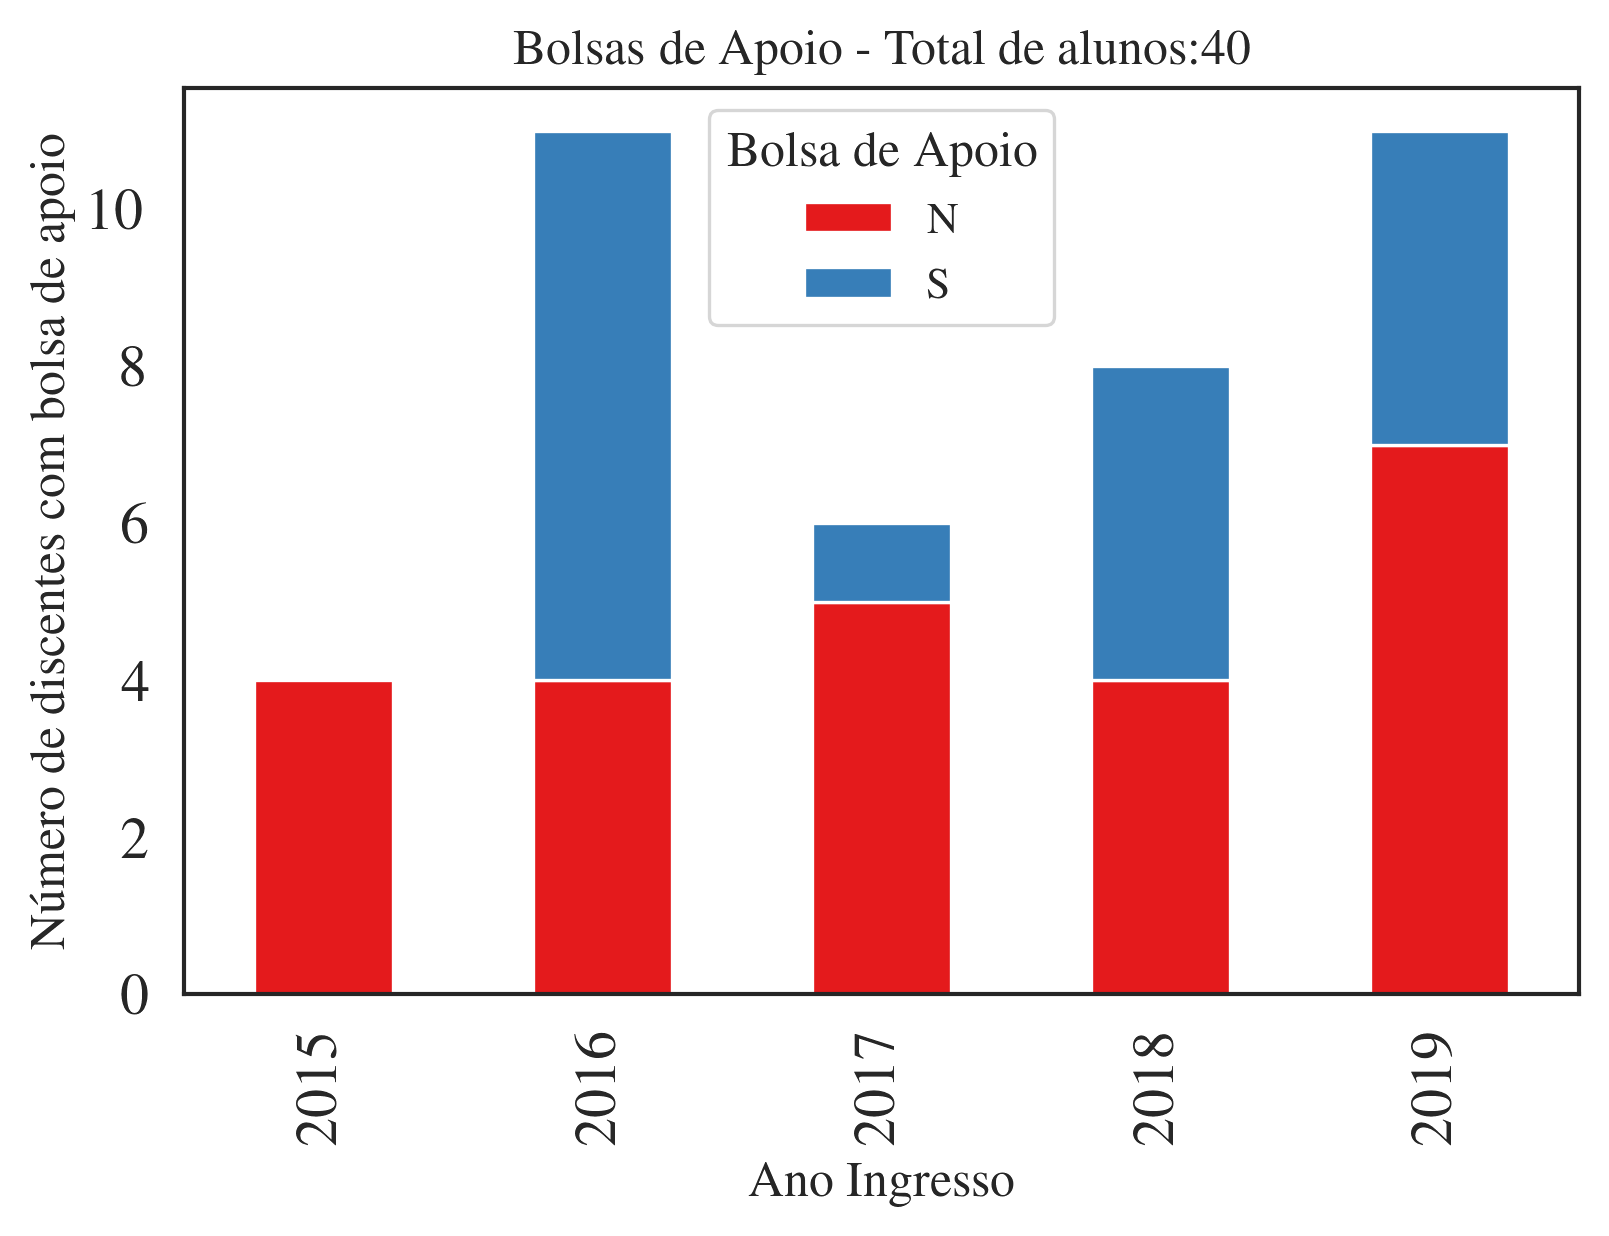 Bolsas de Apoio - Total de alunos:40
Número de discentes com bolsa de apoio
10
8
6
4
2
0
Bolsa de Apoio
N
S
2015
2016
2017
2018
2019
Ano Ingresso